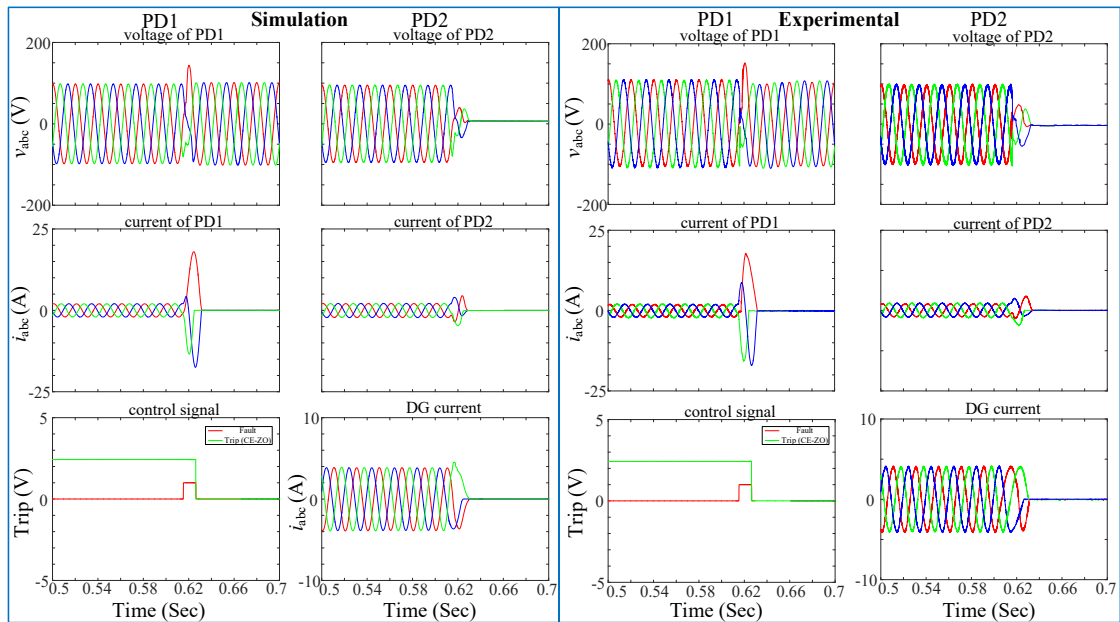 Simulation
PD1 PD2
voltage of PD1 voltage of PD2
200
0
-200
v_abc (V)
current of PD1 current of PD2
25
0
-25
i_abc (A)
control signal DG current
5
0
-5
Trip (V)
Fault
Trip (CE-ZO)
10
0
-10
i_abc (A)
0.5 0.54 0.58 0.62 0.66 0.7 0.5 0.54 0.58 0.62 0.66 0.7
Time (Sec) Time (Sec)
Experimental
PD1 PD2
voltage of PD1 voltage of PD2
200
0
-200
v_abc (V)
current of PD1 current of PD2
25
0
-25
i_abc (A)
control signal DG current
5
0
-5
Trip (V)
Fault
Trip (CE-ZO)
10
0
-10
i_abc (A)
0.5 0.54 0.58 0.62 0.66 0.7 0.5 0.54 0.58 0.62 0.66 0.7
Time (Sec) Time (Sec)